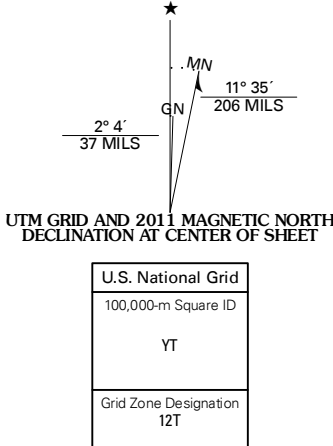 ★
MN
GN
11° 35´
206 MILS
2° 4´
37 MILS
UTM GRID AND 2011 MAGNETIC NORTH
DECLINATION AT CENTER OF SHEET
U.S. National Grid
100,000-m Square ID
YT
Grid Zone Designation
12T